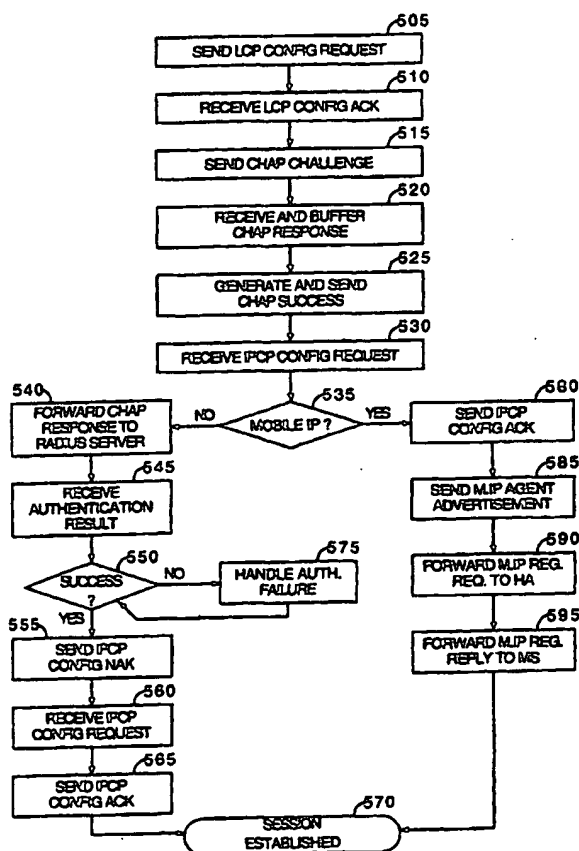 505
SEND LCP CONFIG REQUEST
510
RECEIVE LCP CONFIG ACK
515
SEND CHAP CHALLENGE
520
RECEIVE AND BUFFER
CHAP RESPONSE
525
GENERATE AND SEND
CHAP SUCCESS
530
RECEIVE IPCP CONFIG REQUEST
535
MOBILE IP ?
NO
YES
540
FORWARD CHAP
RESPONSE TO
RADIUS SERVER
545
RECEIVE
AUTHENTICATION
RESULT
550
SUCCESS
?
NO
YES
575
HANDLE AUTH.
FAILURE
555
SEND IPCP
CONFIG NAK
560
RECEIVE IPCP
CONFIG REQUEST
565
SEND IPCP
CONFIG ACK
580
SEND IPCP
CONFIG ACK
585
SEND M.IP AGENT
ADVERTISEMENT
590
FORWARD M.IP REG.
REQ. TO HA
595
FORWARD M.IP REG.
REPLY TO MS
570
SESSION
ESTABLISHED